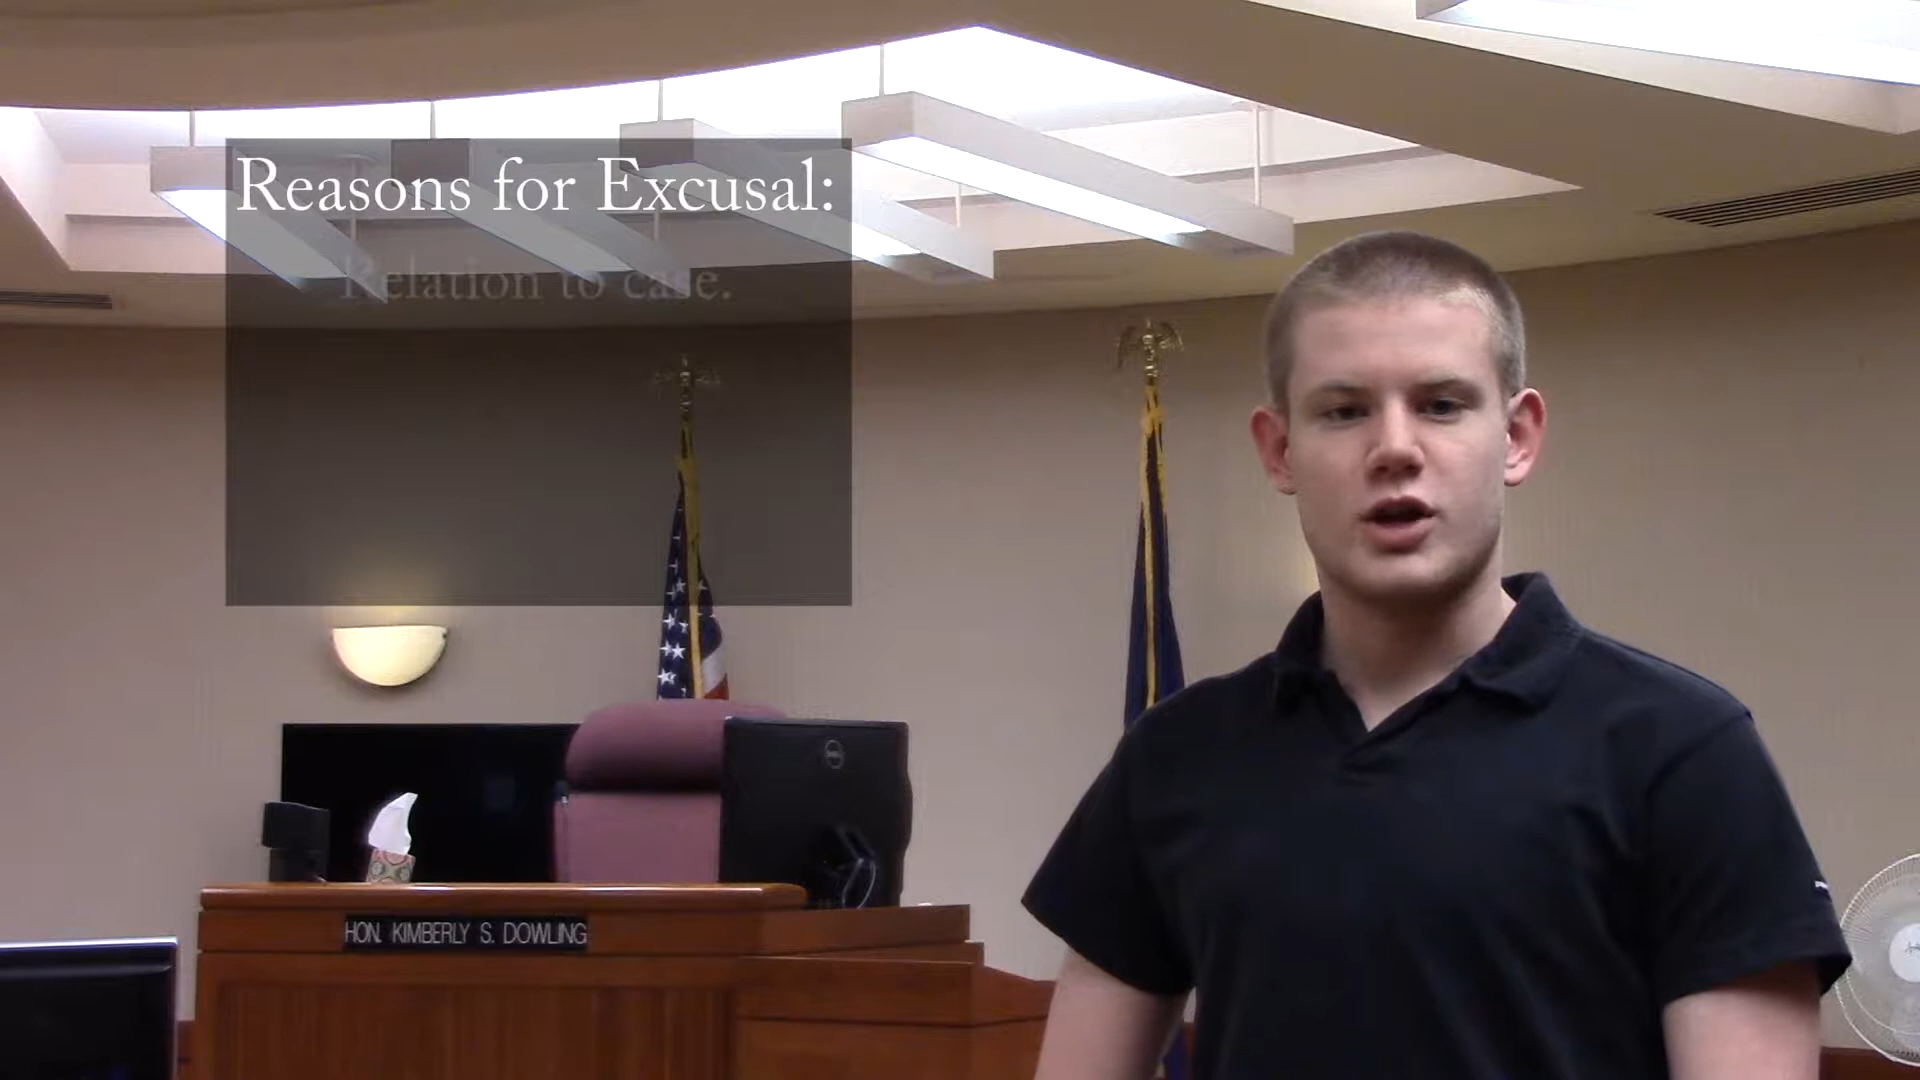 Reasons for Excusal:
Relation to case.
HON. KIMBERLY S. DOWLING